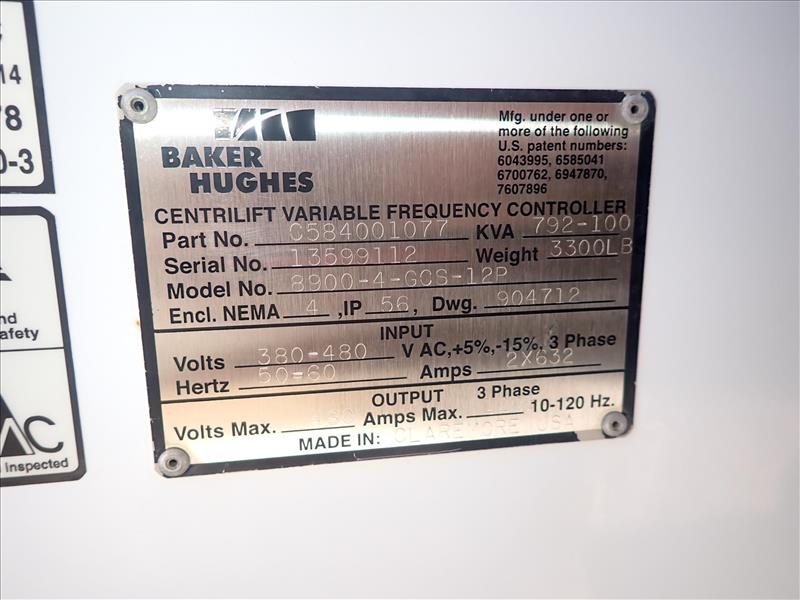 14
78
0-3
nd
afety
AC
inspected
BAKER
HUGHES
Mfg. under one or
more of the following
U.S. patent numbers:
6043995, 6585041
6700762, 6947870,
7607896
CENTRILIFT VARIABLE FREQUENCY CONTROLLER
Part No. C584001077 KVA 792-100
Serial No. 13599112 Weight 3300LB
Model No. 8900-4-GCS-12P
Encl. NEMA 4 ,IP 56, Dwg. 904712
INPUT
Volts 380-480 V AC,+5%,-15%, 3 Phase
Hertz 50-60 Amps 2X632
OUTPUT 3 Phase
Volts Max. Amps Max. 10-120 Hz.
MADE IN: CLAREMORE USA